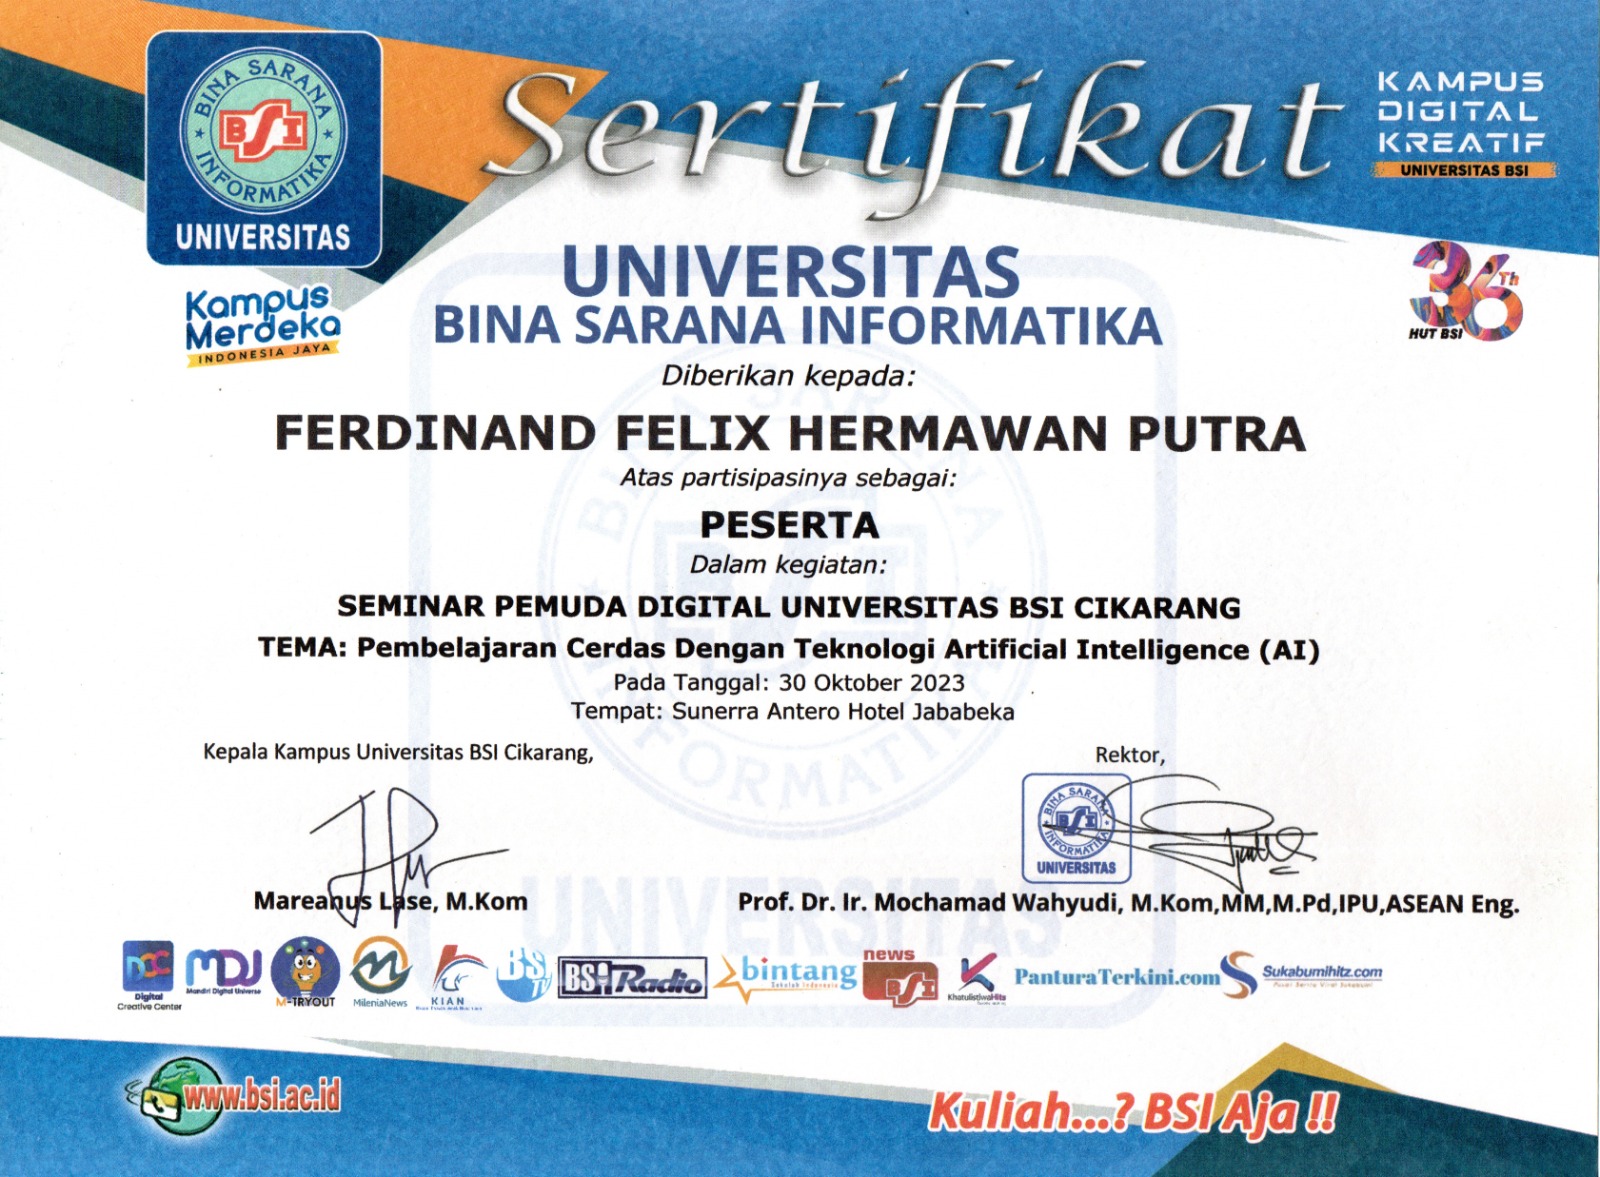 BINA SARANA
BSI
INFORMATIKA
UNIVERSITAS
Sertifikat
KAMPUS
DIGITAL
KREATIF
UNIVERSITAS BSI
Kampus
Merdeka
INDONESIA JAYA
36Th
HUT BSI
UNIVERSITAS
BINA SARANA INFORMATIKA
Diberikan kepada:
FERDINAND FELIX HERMAWAN PUTRA
Atas partisipasinya sebagai:
PESERTA
Dalam kegiatan:
SEMINAR PEMUDA DIGITAL UNIVERSITAS BSI CIKARANG
TEMA: Pembelajaran Cerdas Dengan Teknologi Artificial Intelligence (AI)
Pada Tanggal: 30 Oktober 2023
Tempat: Sunerra Antero Hotel Jababeka
Kepala Kampus Universitas BSI Cikarang,
Rektor,
BINA SARANA
BSI
INFORMATIKA
UNIVERSITAS
Mareanus Lase, M.Kom
Prof. Dr. Ir. Mochamad Wahyudi, M.Kom,MM,M.Pd,IPU,ASEAN Eng.
DCC
Digital
Creative Center
MDU
Mandiri Digital Universe
M-TRYOUT
MileniaNews
KIAN
BSI TV
BSI Radio
bintang
Sekolah Indonesia
news
BSI
KhatulistiwaHits
PanturaTerkini.com
Sukabumihitz.com
www.bsi.ac.id
Kuliah...? BSI Aja !!